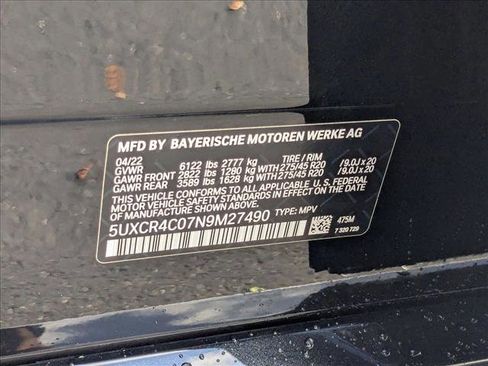 MFD BY BAYERISCHE MOTOREN WERKE AG
04/22 TIRE / RIM
GVWR 6122 lbs 2777 kg
GAWR FRONT 2822 lbs 1280 kg WITH 275/45 R20 /9.0J x 20
GAWR REAR 3589 lbs 1628 kg WITH 275/45 R20 /9.0J x 20
THIS VEHICLE CONFORMS TO ALL APPLICABLE U.S. FEDERAL
MOTOR VEHICLE SAFETY STANDARDS IN EFFECT ON THE DATE
OF MANUFACTURE SHOWN ABOVE.
5UXCR4C07N9M27490 TYPE: MPV
475M
7 320 729